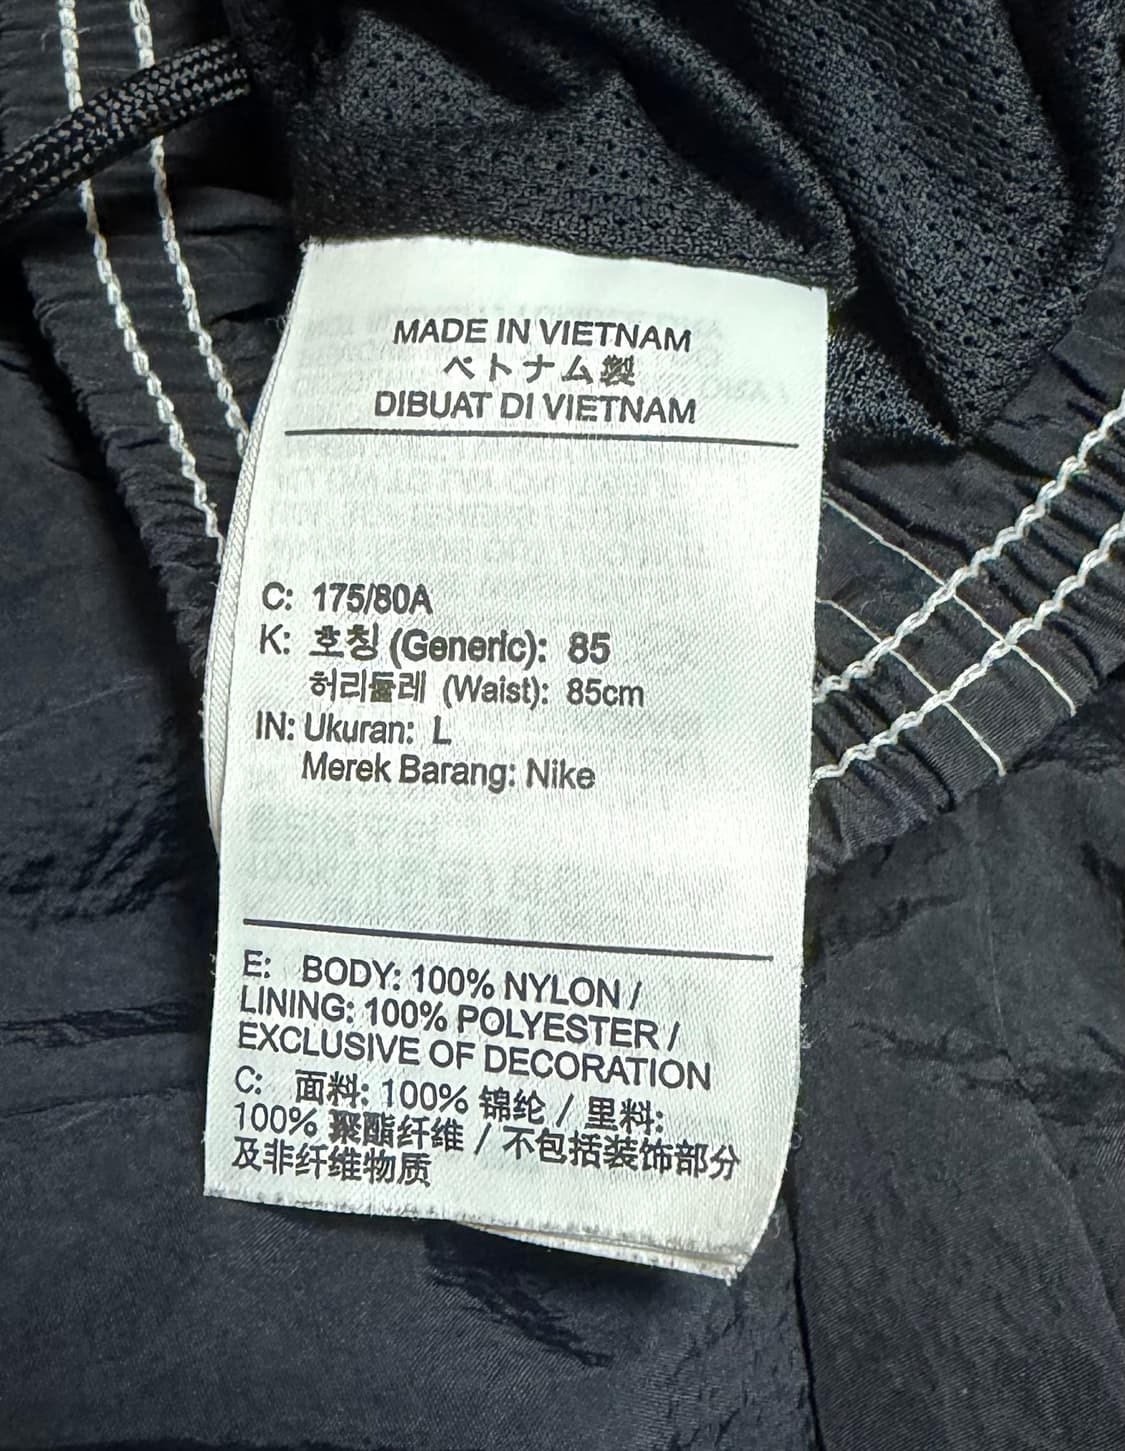 MADE IN VIETNAM
ベトナム製
DIBUAT DI VIETNAM
C: 175/80A
K: 호칭 (Generic): 85
허리둘레 (Waist): 85cm
IN: Ukuran: L
Merek Barang: Nike
E: BODY: 100% NYLON /
LINING: 100% POLYESTER /
EXCLUSIVE OF DECORATION
C: 面料: 100% 锦纶 / 里料:
100% 聚酯纤维 / 不包括装饰部分
及非纤维物质